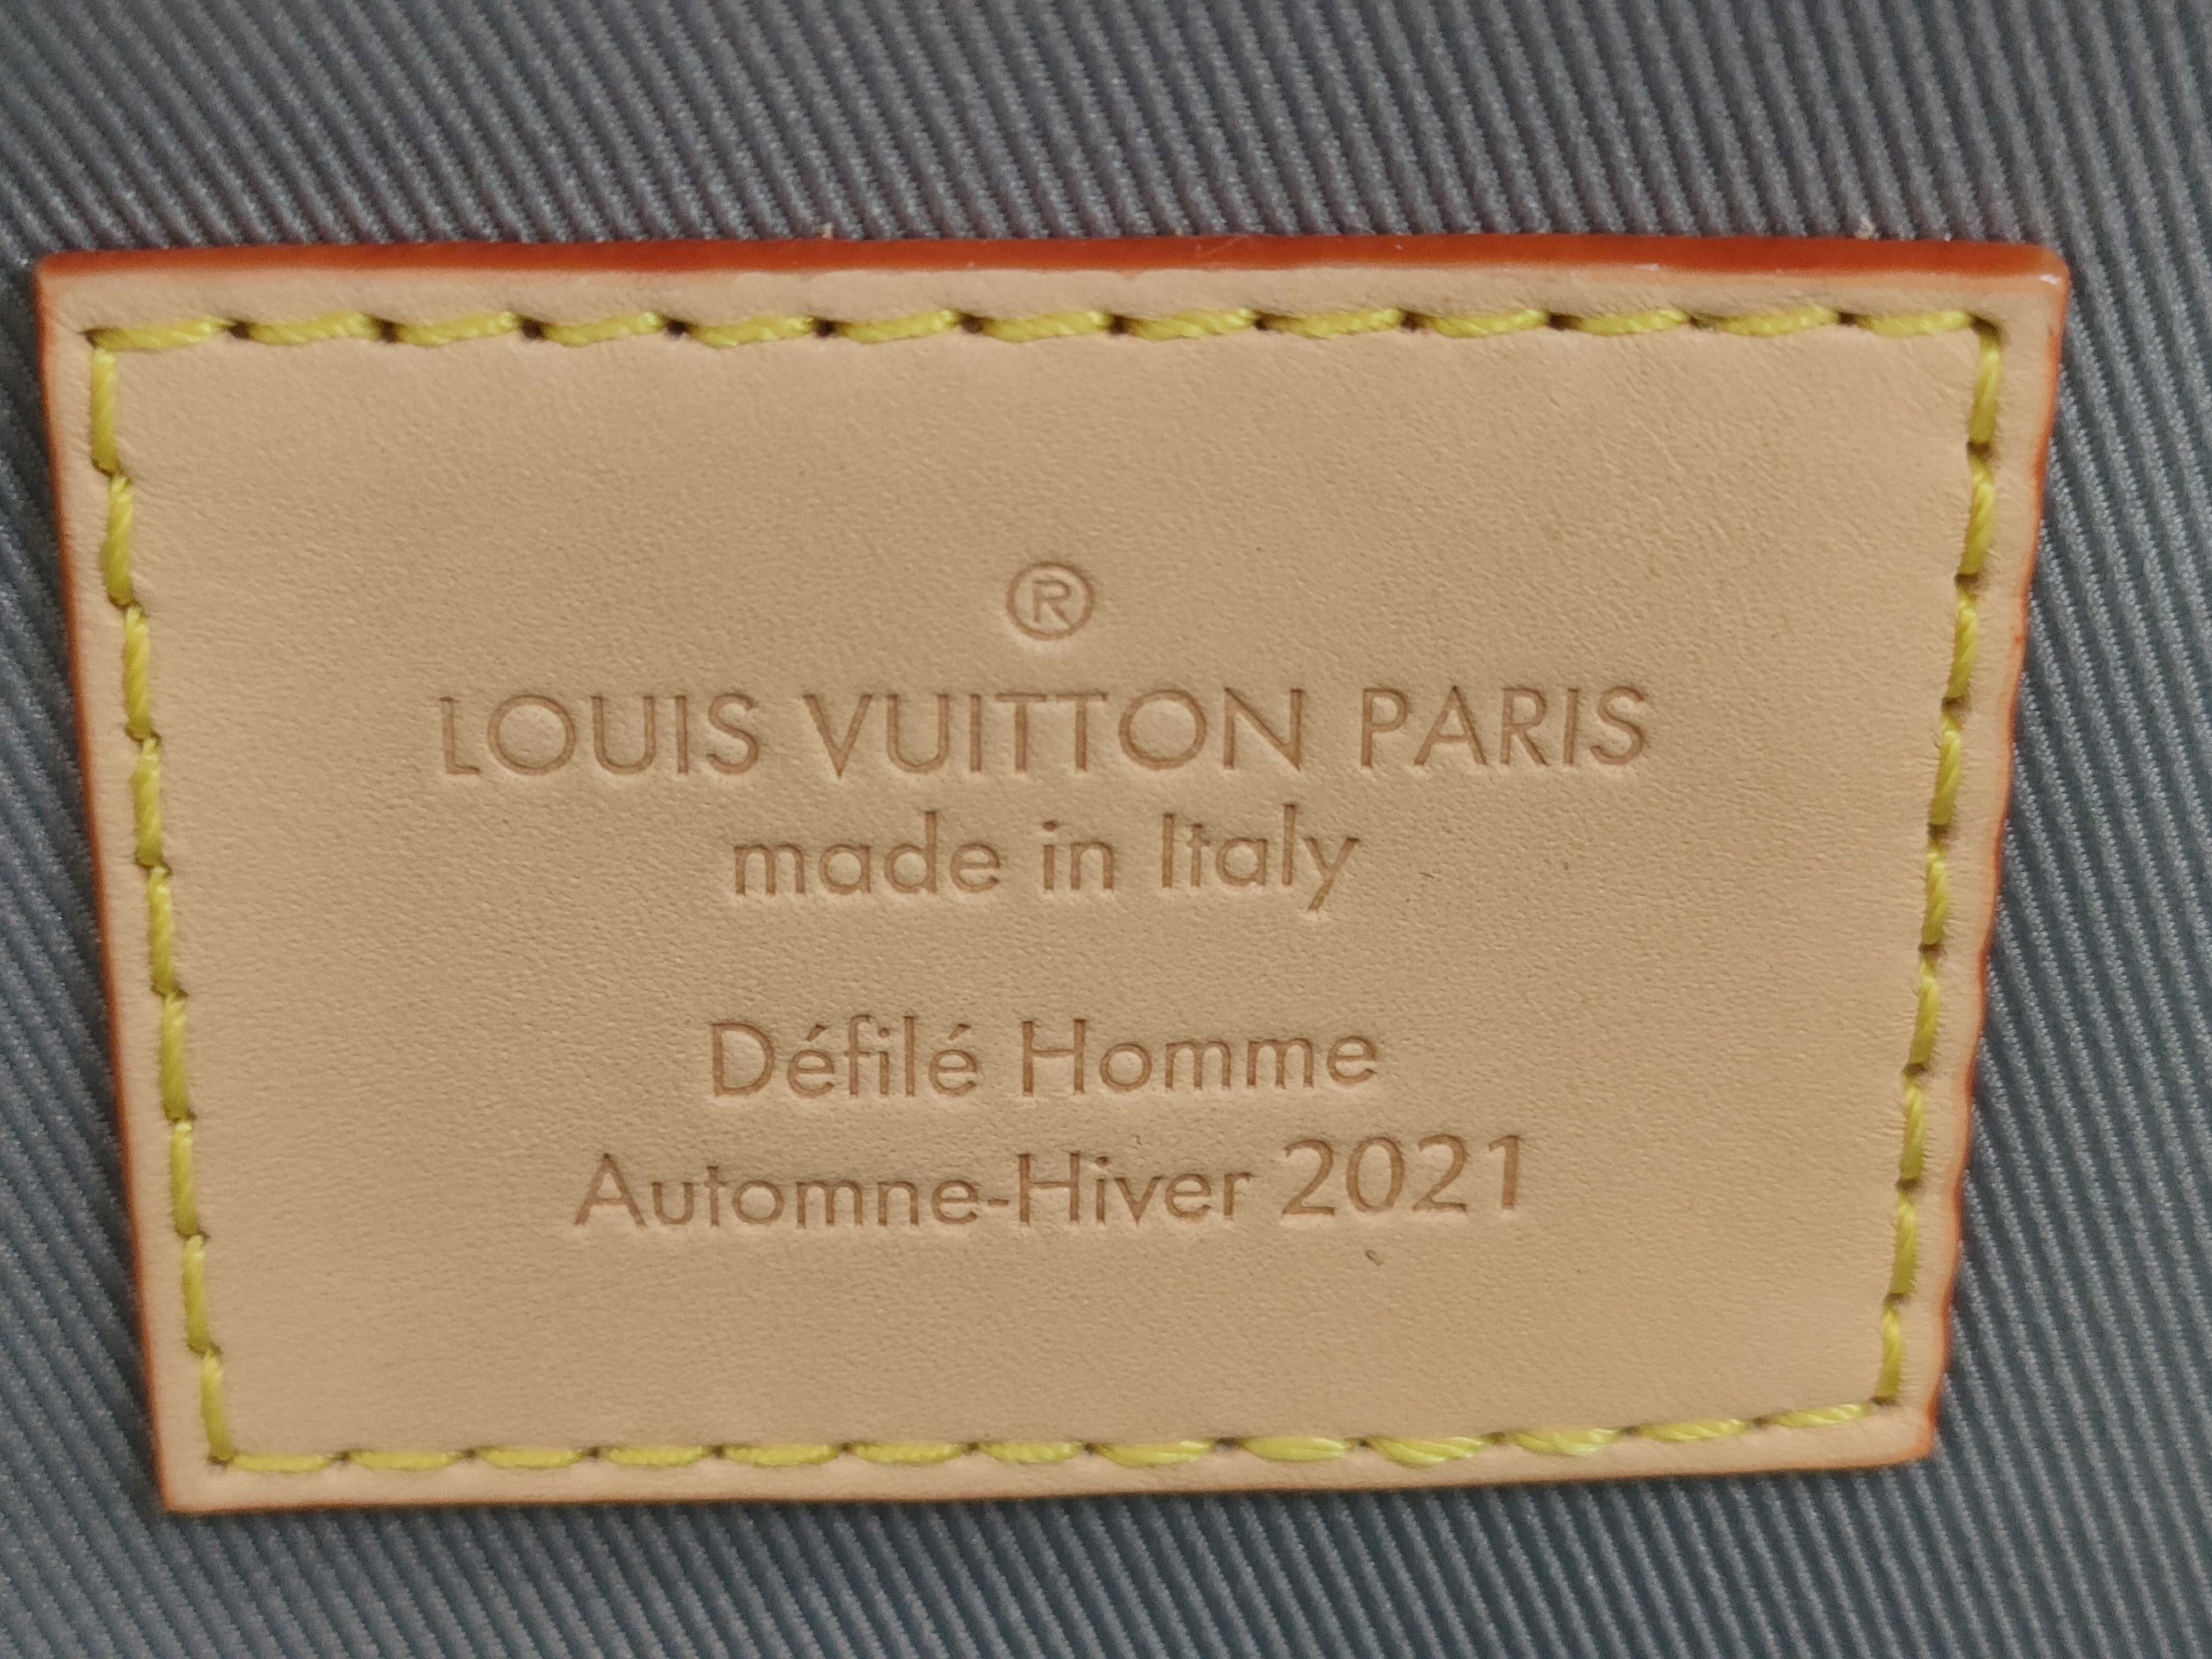 ®
LOUIS VUITTON PARIS
made in Italy
Défilé Homme
Automne-Hiver 2021